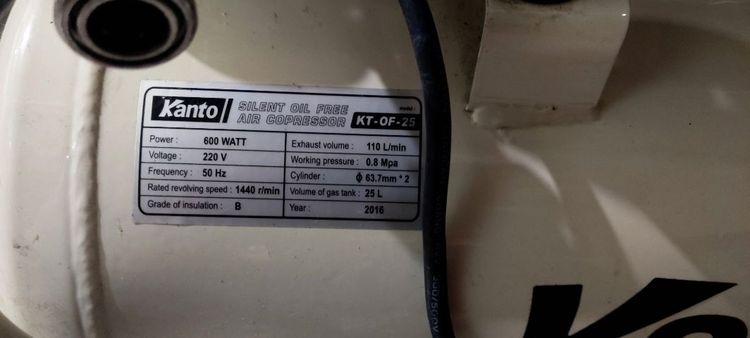 Kanto
SILENT OIL FREE
AIR COPRESSOR
model :
KT-OF-25
Power : 600 WATT
Voltage : 220 V
Frequency : 50 Hz
Rated revolving speed : 1440 r/min
Grade of insulation : B
Exhaust volume : 110 L/min
Working pressure : 0.8 Mpa
Cylinder : ϕ 63.7mm * 2
Volume of gas tank : 25 L
Year : 2016
Ka